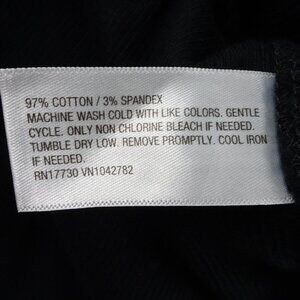 97% COTTON / 3% SPANDEX
MACHINE WASH COLD WITH LIKE COLORS. GENTLE
CYCLE. ONLY NON CHLORINE BLEACH IF NEEDED.
TUMBLE DRY LOW. REMOVE PROMPTLY. COOL IRON
IF NEEDED.
RN17730 VN1042782